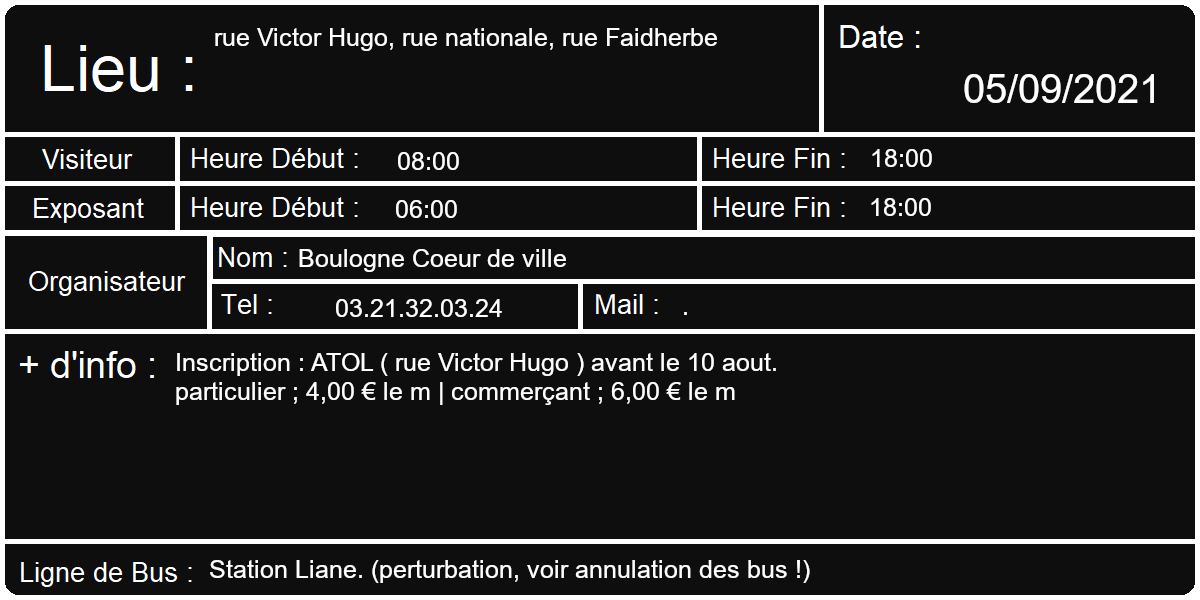 Lieu : rue Victor Hugo, rue nationale, rue Faidherbe
Date :
05/09/2021
Visiteur Heure Début : 08:00 Heure Fin : 18:00
Exposant Heure Début : 06:00 Heure Fin : 18:00
Organisateur
Nom : Boulogne Coeur de ville
Tel : 03.21.32.03.24 Mail : .
+ d'info : Inscription : ATOL ( rue Victor Hugo ) avant le 10 aout.
particulier ; 4,00 € le m | commerçant ; 6,00 € le m
Ligne de Bus : Station Liane. (perturbation, voir annulation des bus !)